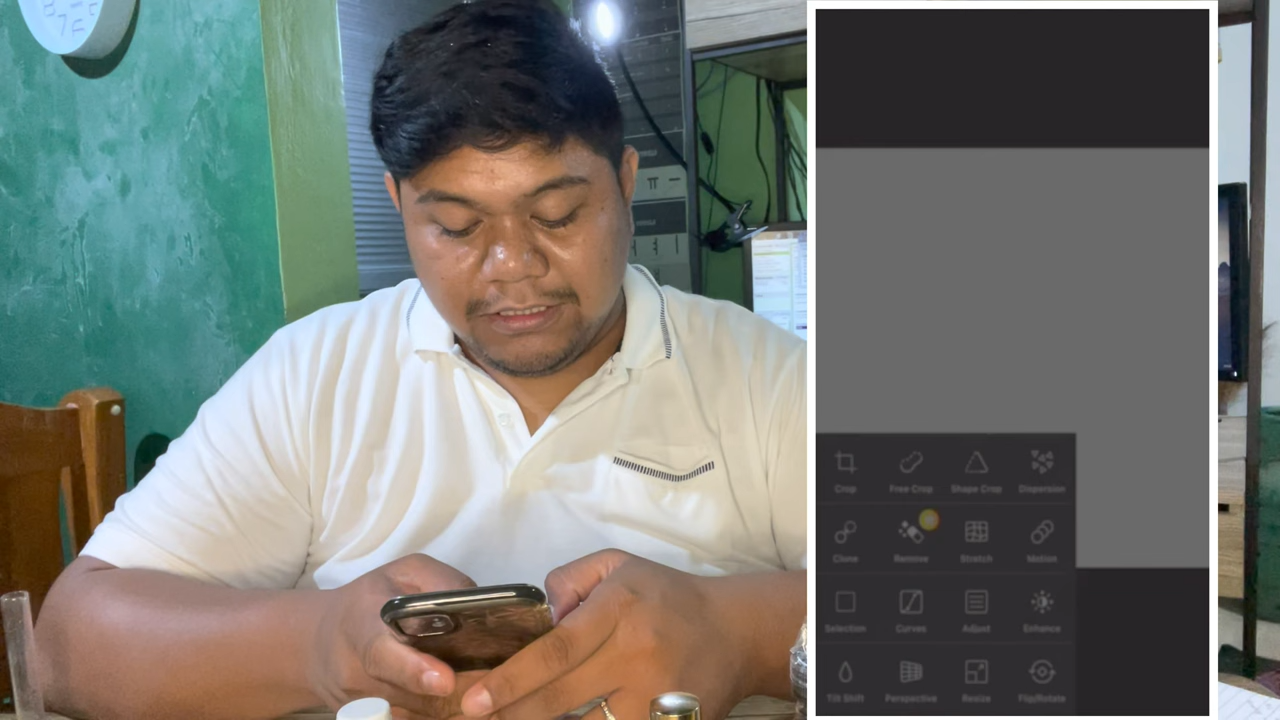 Crop Free Crop Shape Crop Dispersion
Clone Remove Stretch Motion
Selection Curves Adjust Enhance
Tilt Shift Perspective Resize Flip/Rotate